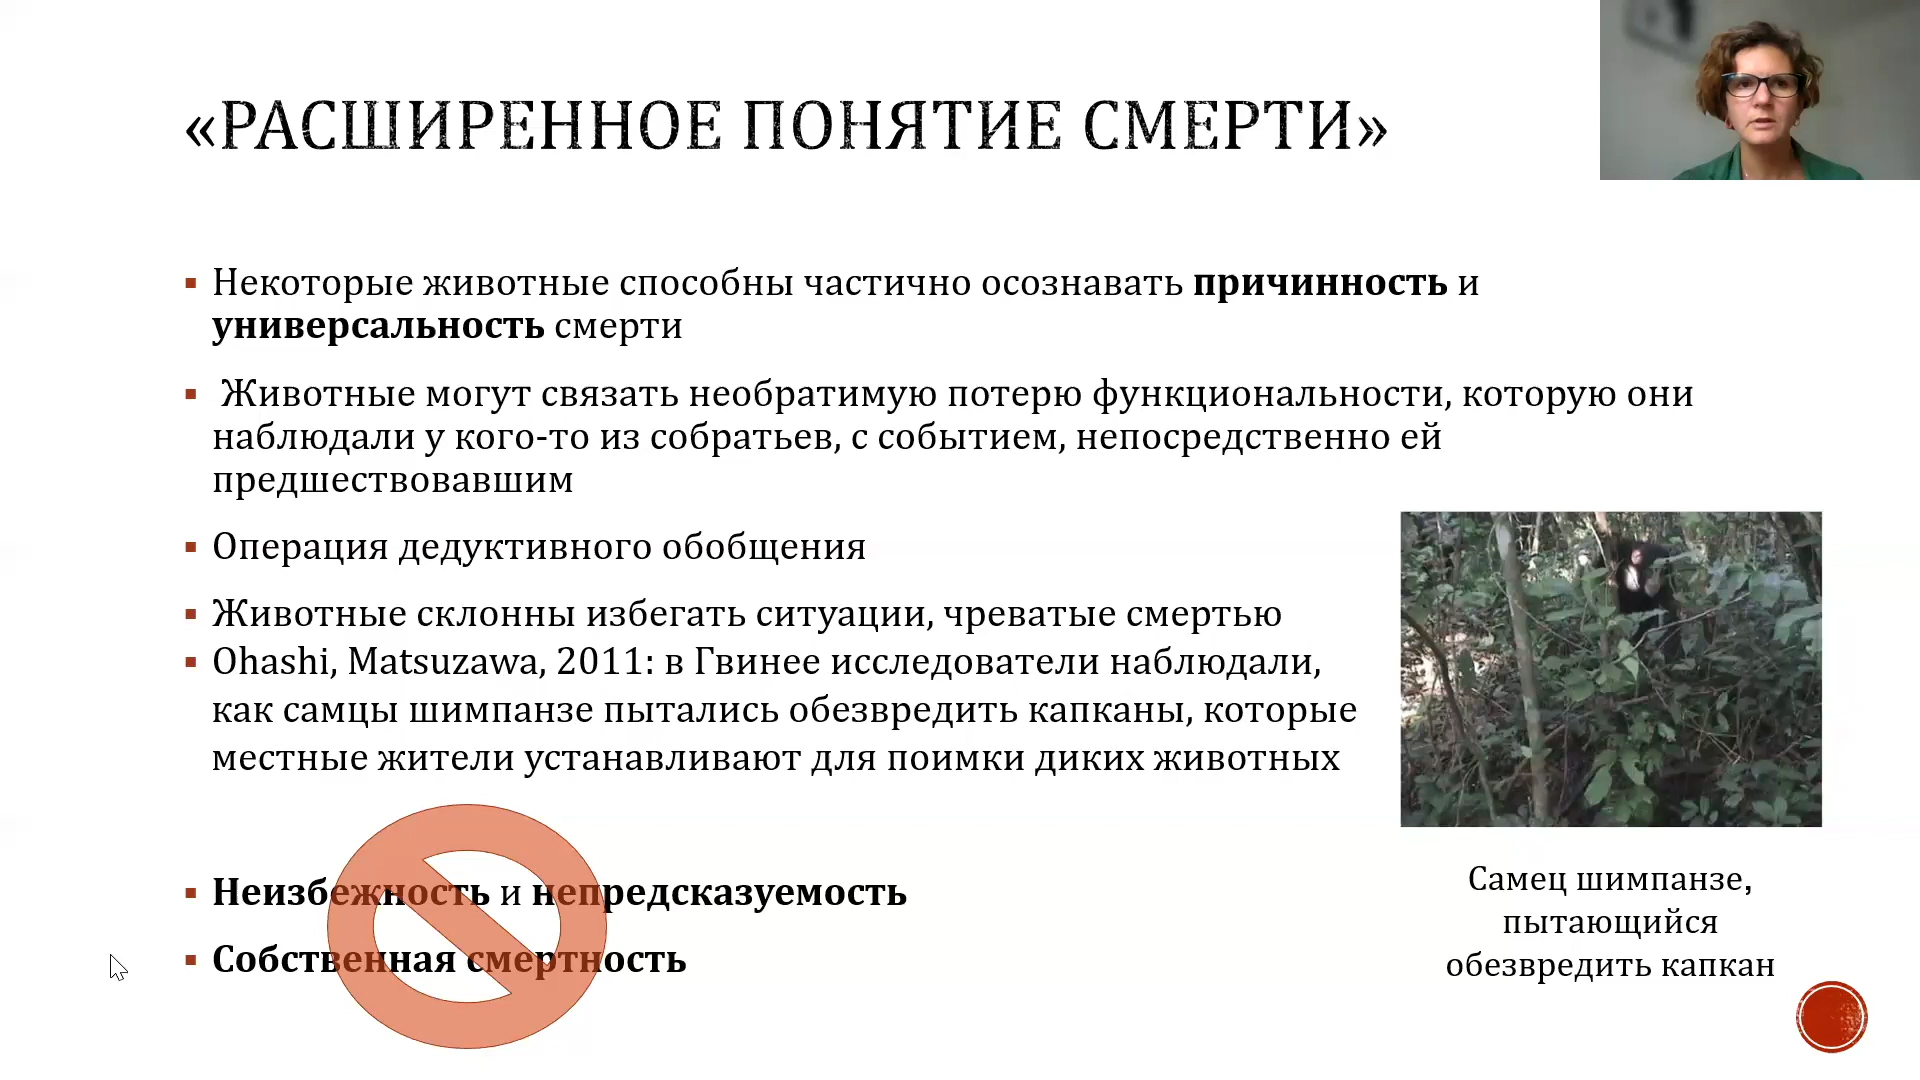 «РАСШИРЕННОЕ ПОНЯТИЕ СМЕРТИ»
Некоторые животные способны частично осознавать причинность и
универсальность смерти
Животные могут связать необратимую потерю функциональности, которую они
наблюдали у кого-то из собратьев, с событием, непосредственно ей
предшествовавшим
Операция дедуктивного обобщения
Животные склонны избегать ситуации, чреватые смертью
Ohashi, Matsuzawa, 2011: в Гвинее исследователи наблюдали,
как самцы шимпанзе пытались обезвредить капканы, которые
местные жители устанавливают для поимки диких животных
Неизбежность и непредсказуемость
Собственная смертность
Самец шимпанзе,
пытающийся
обезвредить капкан